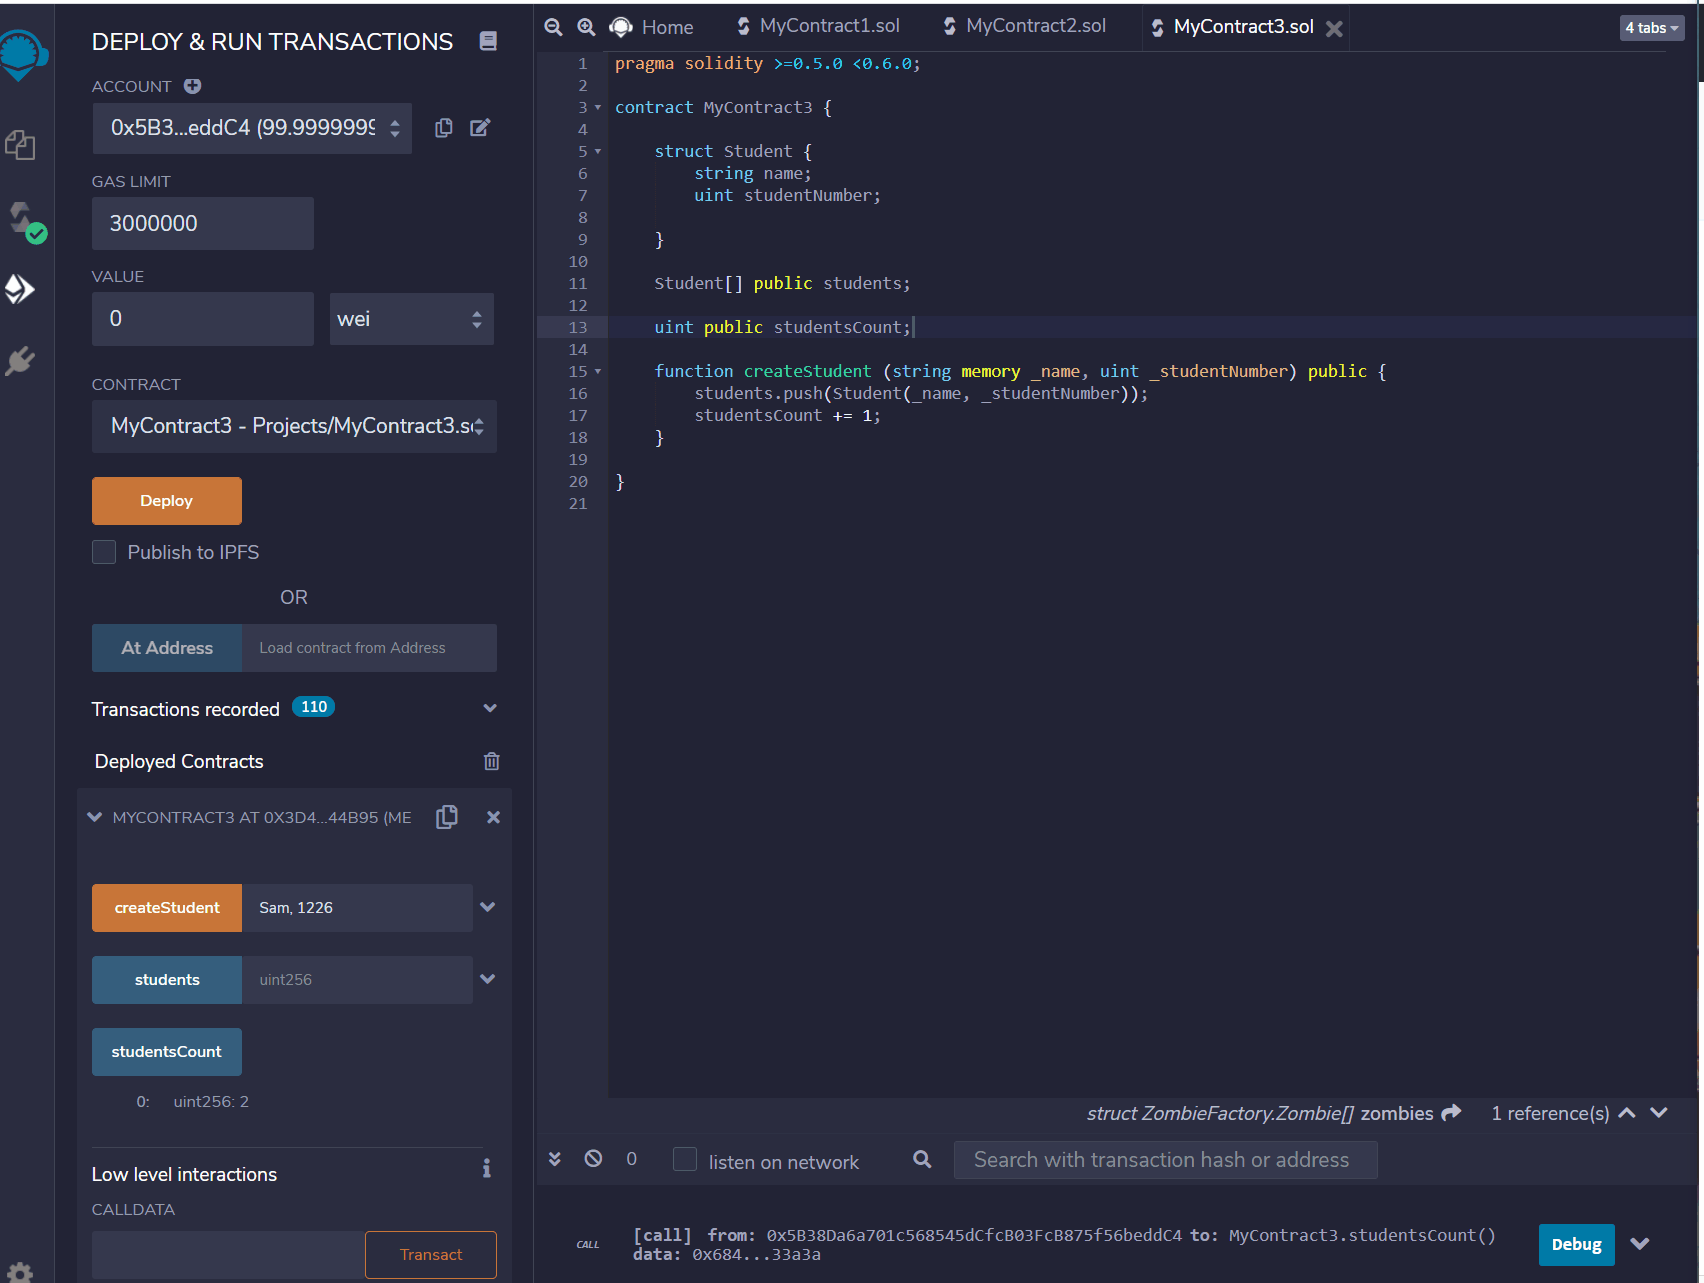 DEPLOY & RUN TRANSACTIONS
ACCOUNT
0x5B3...eddC4 (99.9999999
GAS LIMIT
3000000
VALUE
0
wei
CONTRACT
MyContract3 - Projects/MyContract3.s
Deploy
Publish to IPFS
OR
At Address
Load contract from Address
Transactions recorded 110
Deployed Contracts
MYCONTRACT3 AT 0X3D4...44B95 (ME
createStudent
Sam, 1226
students
uint256
studentsCount
0: uint256: 2
Low level interactions
CALLDATA
Transact
Home
MyContract1.sol
MyContract2.sol
MyContract3.sol
4 tabs
1 pragma solidity >=0.5.0 <0.6.0;
2
3 contract MyContract3 {
4
5 struct Student {
6 string name;
7 uint studentNumber;
8
9 }
10
11 Student[] public students;
12
13 uint public studentsCount;
14
15 function createStudent (string memory _name, uint _studentNumber) public {
16 students.push(Student(_name, _studentNumber));
17 studentsCount += 1;
18 }
19
20 }
21
struct ZombieFactory.Zombie[] zombies 1 reference(s)
0
listen on network
Search with transaction hash or address
CALL
[call] from: 0x5B38Da6a701c568545dCfcB03FcB875f56beddC4 to: MyContract3.studentsCount()
data: 0x684...33a3a
Debug